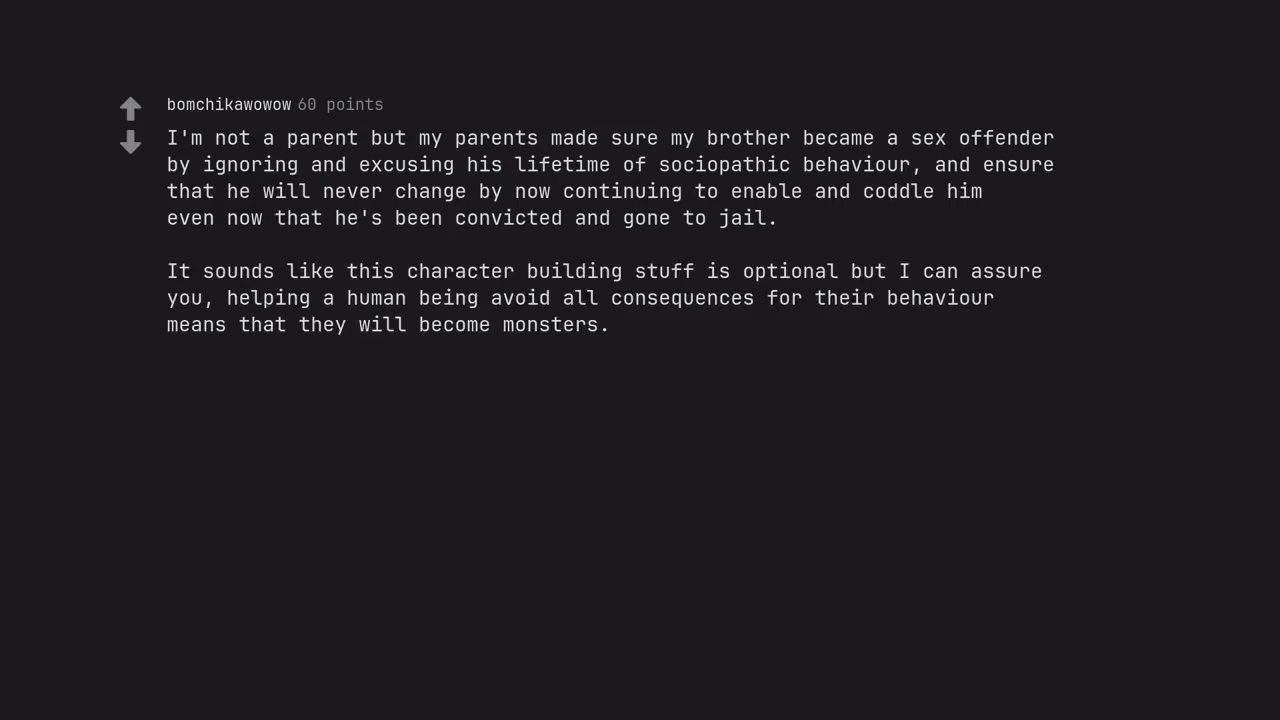 bomchikawowow 60 points
I'm not a parent but my parents made sure my brother became a sex offender
by ignoring and excusing his lifetime of sociopathic behaviour, and ensure
that he will never change by now continuing to enable and coddle him
even now that he's been convicted and gone to jail.
It sounds like this character building stuff is optional but I can assure
you, helping a human being avoid all consequences for their behaviour
means that they will become monsters.